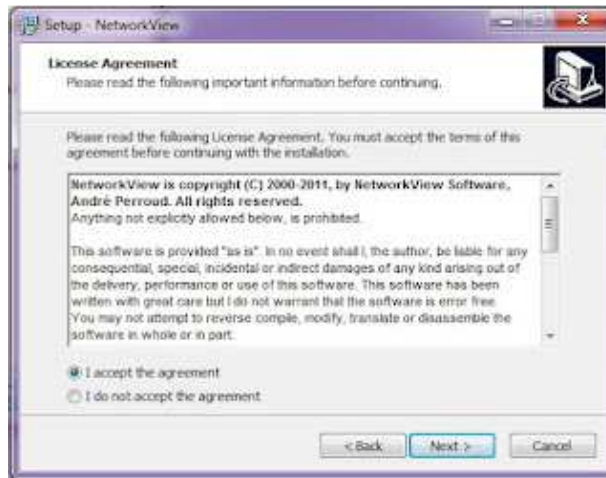 Setup - NetworkView
License Agreement
Please read the following important information before continuing.
Please read the following License Agreement. You must accept the terms of this
agreement before continuing with the installation.
NetworkView is copyright (C) 2000-2011, by NetworkView Software,
André Perroud. All rights reserved.
Anything not explicitly allowed below, is prohibited.
This software is provided "as is". In no event shall I, the author, be liable for any
consequential, special, incidental or indirect damages of any kind arising out of
the delivery, performance or use of this software. This software has been
written with great care but I do not warrant that the software is error free.
You may not attempt to reverse compile, modify, translate or disassemble the
software in whole or in part.
I accept the agreement
I do not accept the agreement
< Back
Next >
Cancel